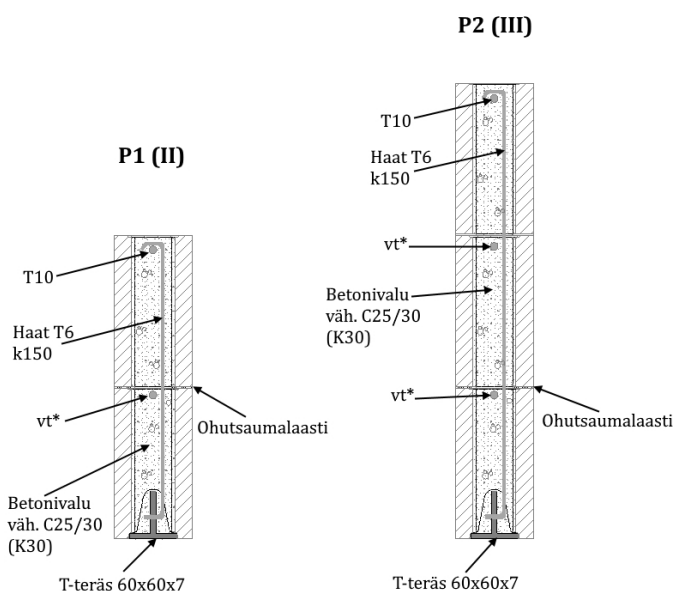 P1 (II)
T10
Haat T6
k150
vt*
Ohutsaumalaasti
Betonivalu
väh. C25/30
(K30)
T-teräs 60x60x7
P2 (III)
T10
Haat T6
k150
vt*
Betonivalu
väh. C25/30
(K30)
vt*
Ohutsaumalaasti
T-teräs 60x60x7